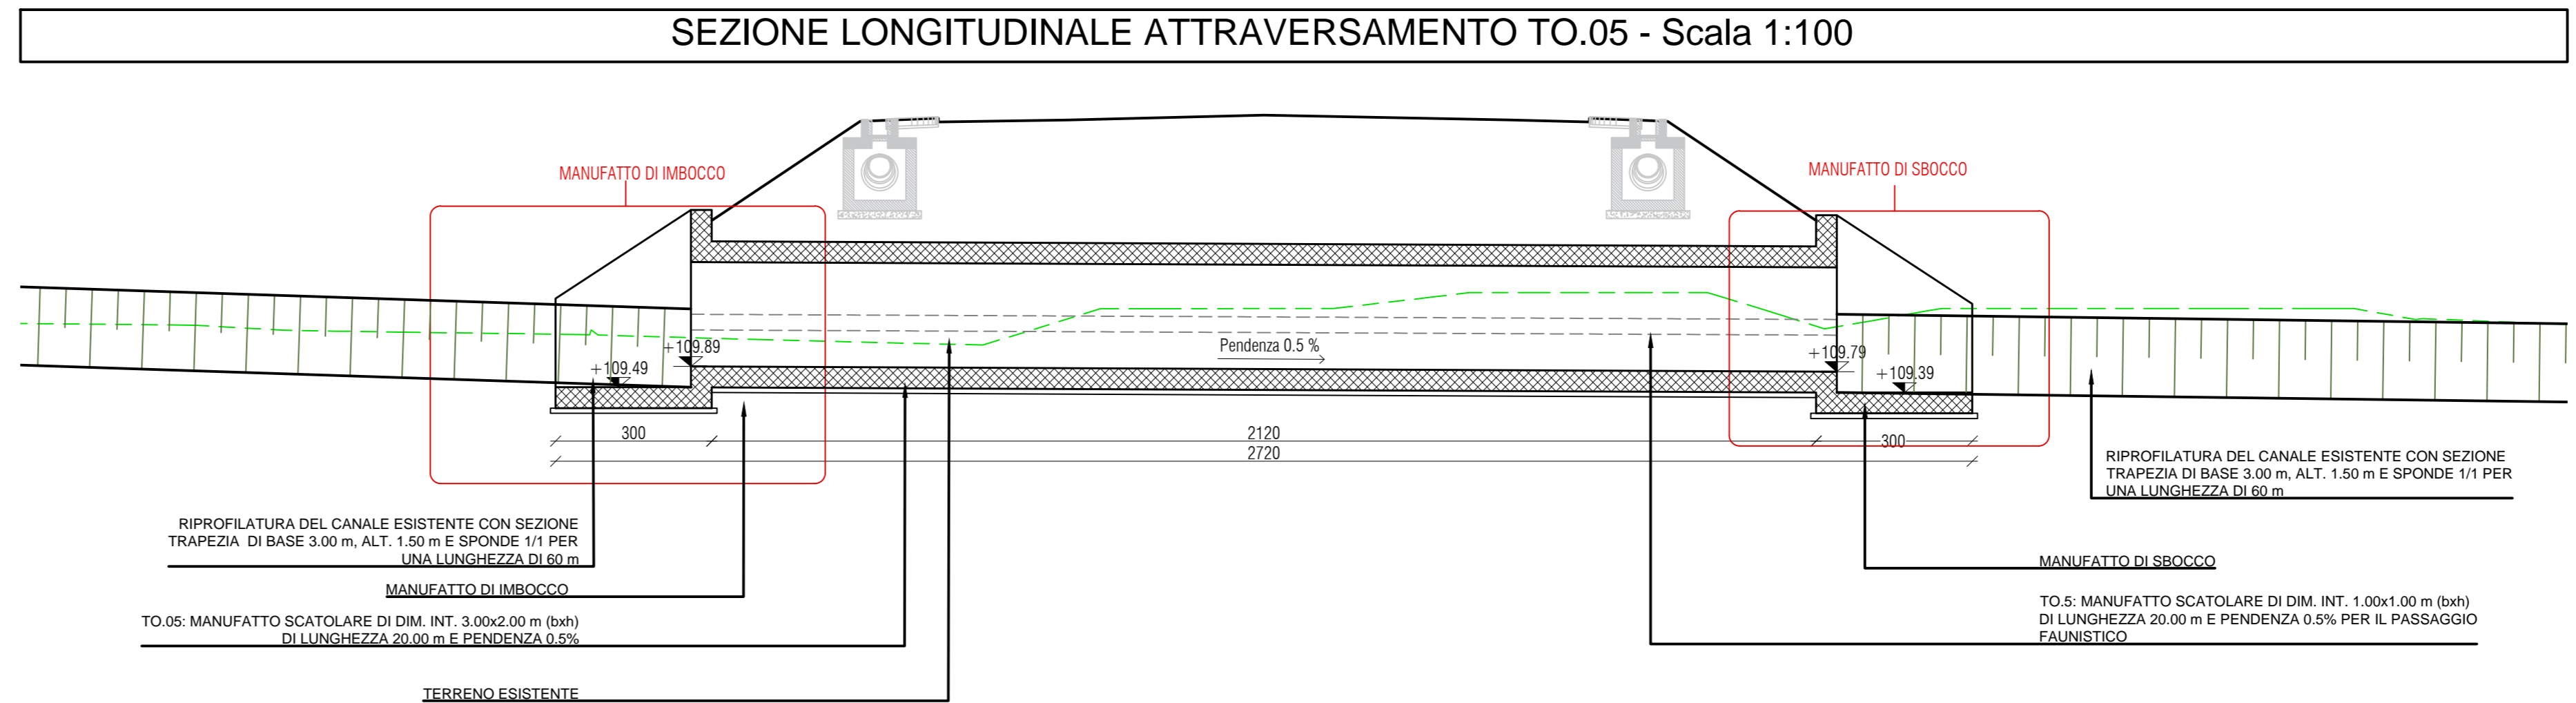 SEZIONE LONGITUDINALE ATTRAVERSAMENTO TO.05 - Scala 1:100
MANUFATTO DI IMBOCCO
MANUFATTO DI SBOCCO
+109.89
+109.49
Pendenza 0.5 %
+109.79
+109.39
300
2120
300
2720
RIPROFILATURA DEL CANALE ESISTENTE CON SEZIONE
TRAPEZIA DI BASE 3.00 m, ALT. 1.50 m E SPONDE 1/1 PER
UNA LUNGHEZZA DI 60 m
RIPROFILATURA DEL CANALE ESISTENTE CON SEZIONE
TRAPEZIA DI BASE 3.00 m, ALT. 1.50 m E SPONDE 1/1 PER
UNA LUNGHEZZA DI 60 m
MANUFATTO DI IMBOCCO
MANUFATTO DI SBOCCO
TO.05: MANUFATTO SCATOLARE DI DIM. INT. 3.00x2.00 m (bxh)
DI LUNGHEZZA 20.00 m E PENDENZA 0.5%
TO.5: MANUFATTO SCATOLARE DI DIM. INT. 1.00x1.00 m (bxh)
DI LUNGHEZZA 20.00 m E PENDENZA 0.5% PER IL PASSAGGIO
FAUNISTICO
TERRENO ESISTENTE